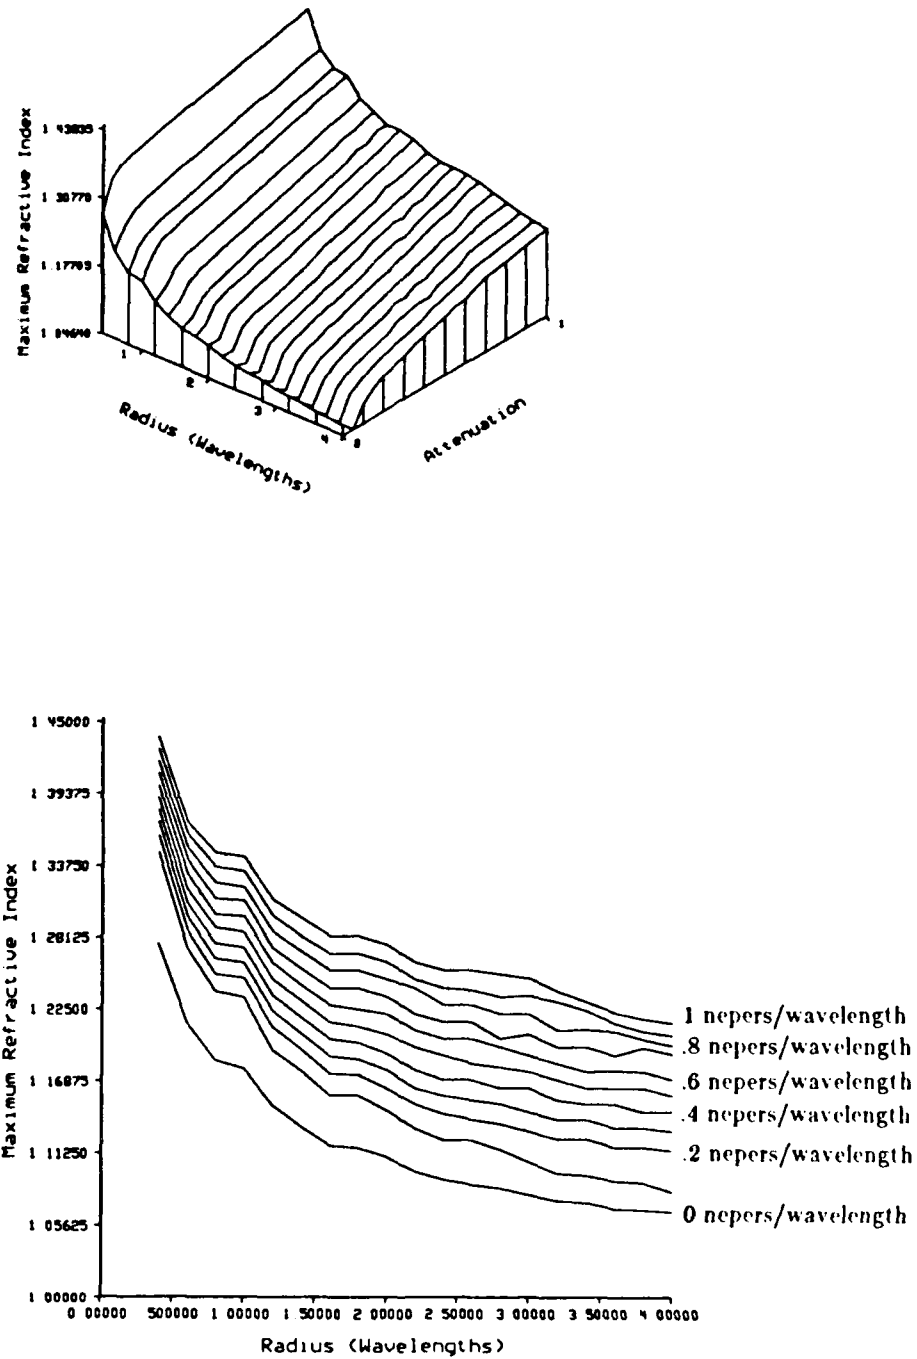 Maximum Refractive Index
1 43835
1 30770
1 17705
1 04640
1
2
3
4
0
1
Radius (Wavelengths)
Attenuation
Maximum Refractive Index
1 45000
1 39375
1 33750
1 28125
1 22500
1 16875
1 11250
1 05625
1 00000
1 nepers/wavelength
.8 nepers/wavelength
.6 nepers/wavelength
.4 nepers/wavelength
.2 nepers/wavelength
0 nepers/wavelength
0 00000 500000 1 00000 1 50000 2 00000 2 50000 3 00000 3 50000 4 00000
Radius (Wavelengths)